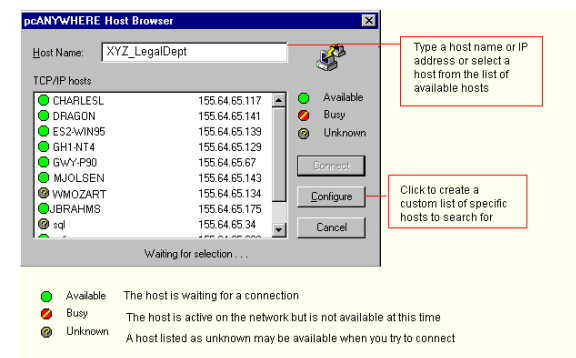 pcANYWHERE Host Browser
Host Name: XYZ_LegalDept
TCP/IP hosts
CHARLESL 155.64.65.117
DRAGON 155.64.65.141
ES2-WIN95 155.64.65.139
GH1-NT4 155.64.65.129
GWY-P90 155.64.65.67
MJOLSEN 155.64.65.143
WMOZART 155.64.65.134
JBRAHMS 155.64.65.175
sql 155.64.65.34
Available
Busy
Unknown
Connect
Configure
Cancel
Waiting for selection . . .
Type a host name or IP
address or select a
host from the list of
available hosts
Click to create a
custom list of specific
hosts to search for
Available The host is waiting for a connection
Busy The host is active on the network but is not available at this time
Unknown A host listed as unknown may be available when you try to connect